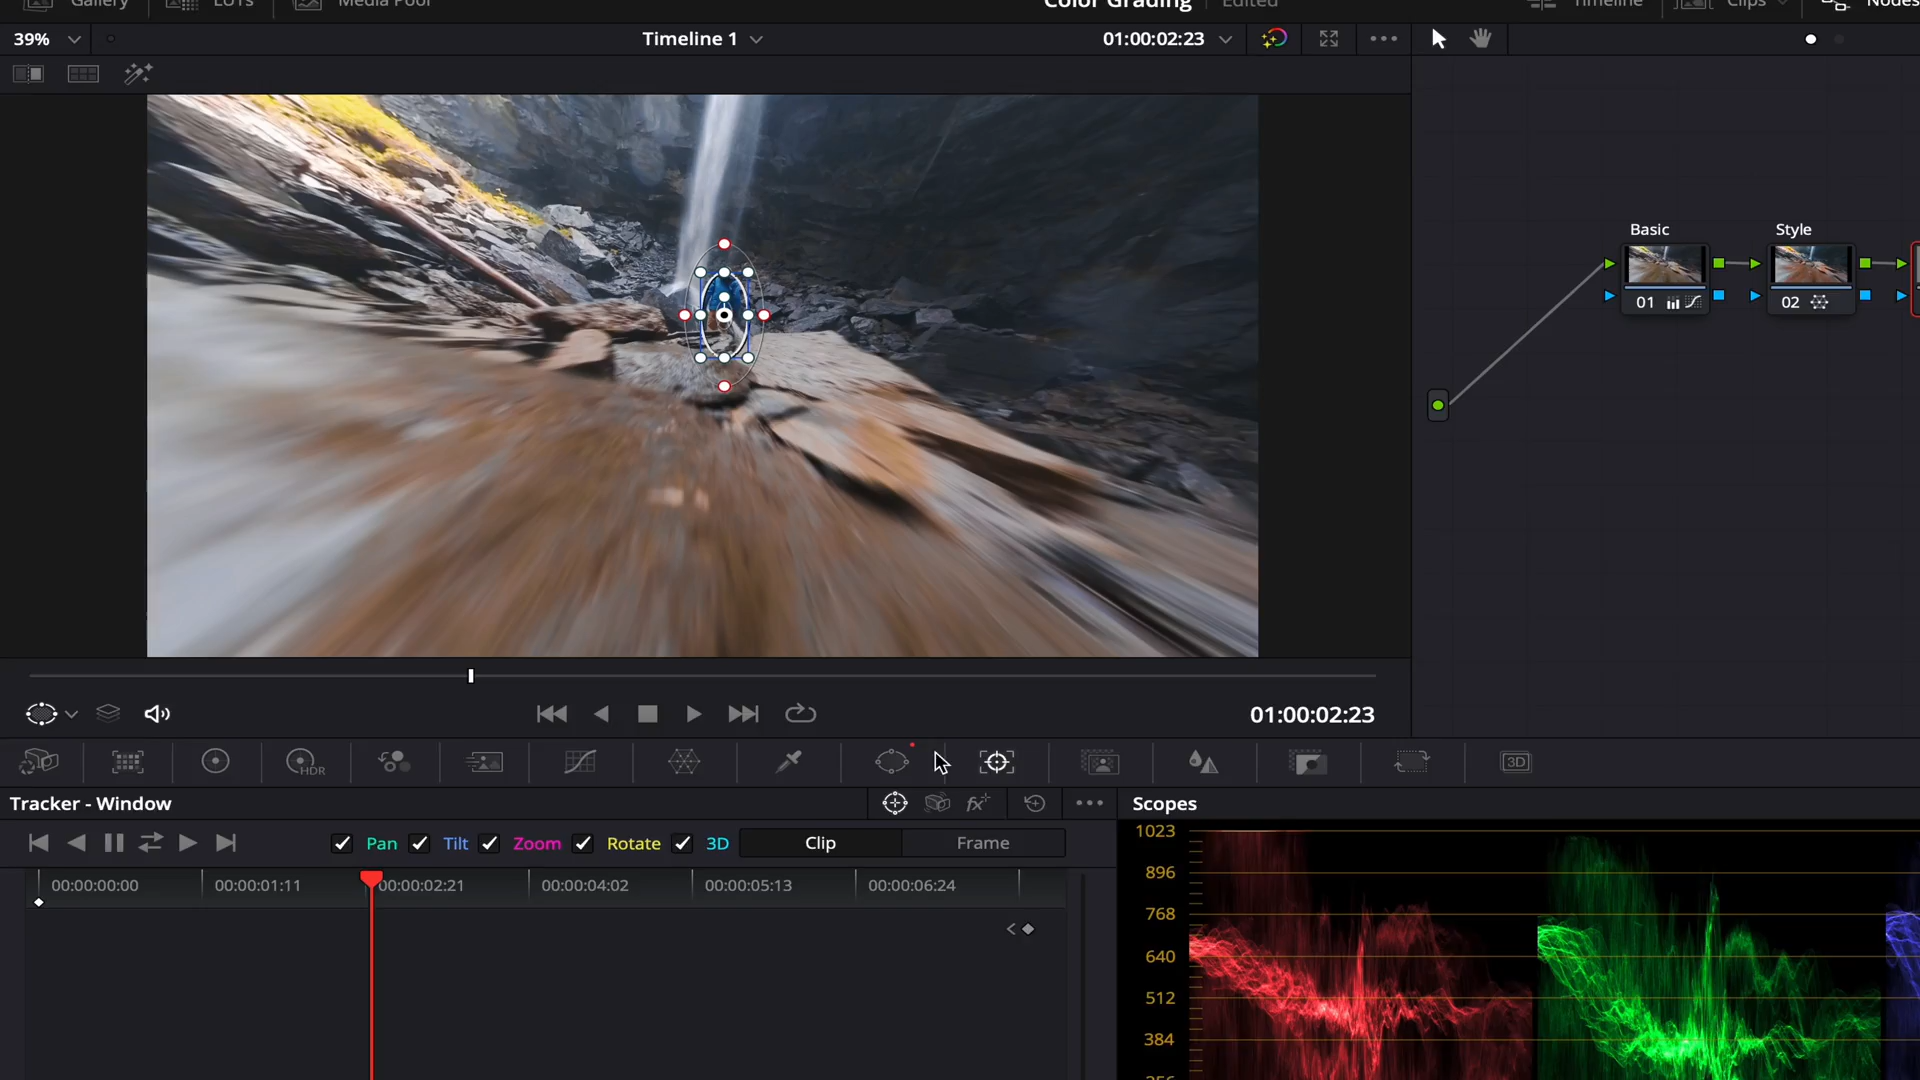 Gallery
LUTs
Media Pool
Color Grading
Edited
Timeline
Clips
Nodes
39%
Timeline 1
01:00:02:23
Basic
Style
01
02
01:00:02:23
HDR
3D
Tracker - Window
fx
Scopes
Pan
Tilt
Zoom
Rotate
3D
Clip
Frame
00:00:00:00
00:00:01:11
00:00:02:21
00:00:04:02
00:00:05:13
00:00:06:24
1023
896
768
640
512
384